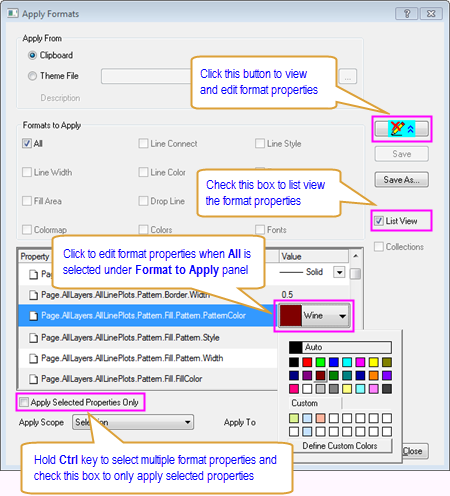 Apply Formats
Apply From
Clipboard
Theme File
...
Description
Click this button to view
and edit format properties
Formats to Apply
All
Line Connect
Line Style
Save
Line Width
Line Color
Save As...
Check this box to list view
the format properties
Fill Area
Drop Line
List View
Colormap
Colors
Fonts
Collections
Click to edit format properties when All is
selected under Format to Apply panel
Property
Value
Page.
Solid
Page.AllLayers.AllLinePlots.Pattern.Border.Width
0.5
Page.AllLayers.AllLinePlots.Pattern.Fill.Pattern.PatternColor
Wine
Page.AllLayers.AllLinePlots.Pattern.Fill.Pattern.Style
Page.AllLayers.AllLinePlots.Pattern.Fill.Pattern.Width
Page.AllLayers.AllLinePlots.Pattern.Fill.FillColor
Auto
Custom
Define Custom Colors
Apply Selected Properties Only
Apply Scope
Apply To
Close
Hold Ctrl key to select multiple format properties and
check this box to only apply selected properties